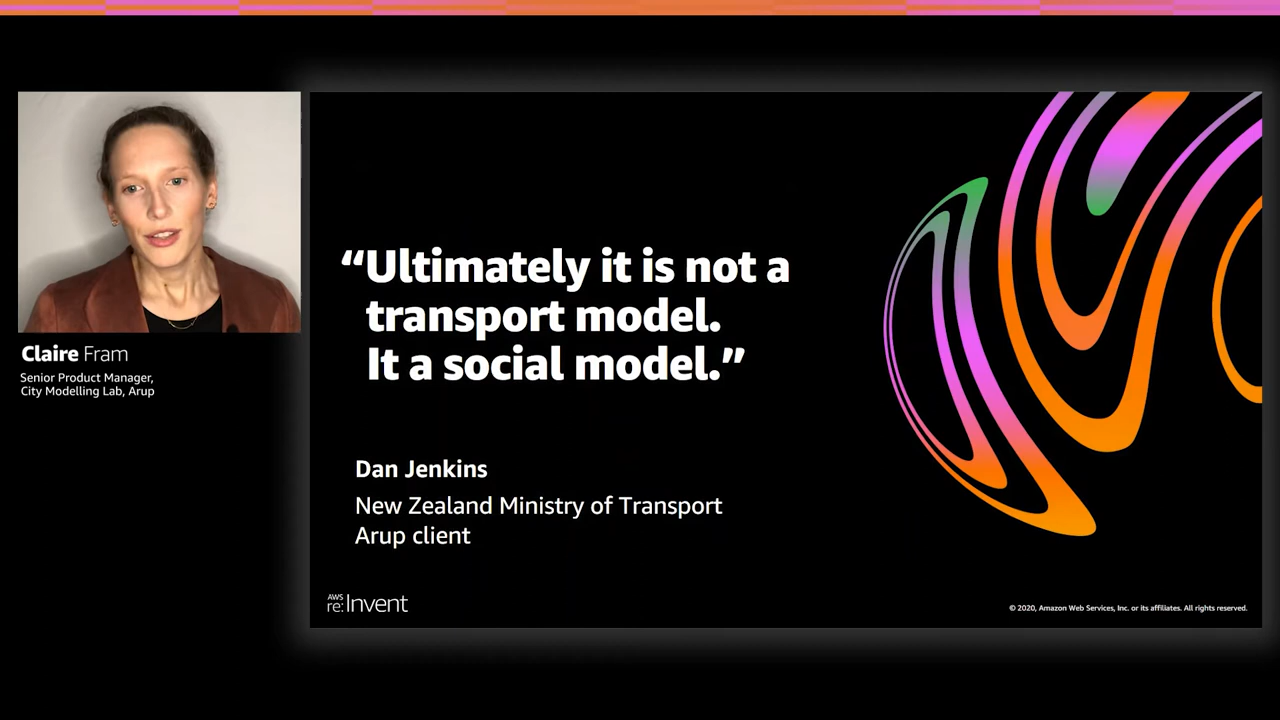 Claire Fram
Senior Product Manager,
City Modelling Lab, Arup
“Ultimately it is not a
transport model.
It a social model.”
Dan Jenkins
New Zealand Ministry of Transport
Arup client
AWS
re:Invent
© 2020, Amazon Web Services, Inc. or its affiliates. All rights reserved.